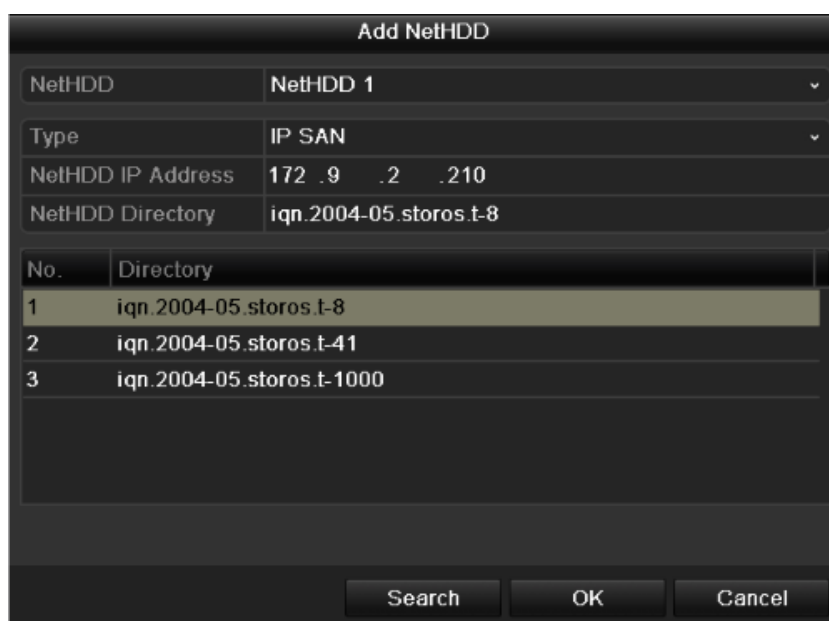 Add NetHDD
NetHDD NetHDD 1
Type IP SAN
NetHDD IP Address 172 .9 .2 .210
NetHDD Directory iqn.2004-05.storos.t-8
No. Directory
1 iqn.2004-05.storos.t-8
2 iqn.2004-05.storos.t-41
3 iqn.2004-05.storos.t-1000
Search OK Cancel